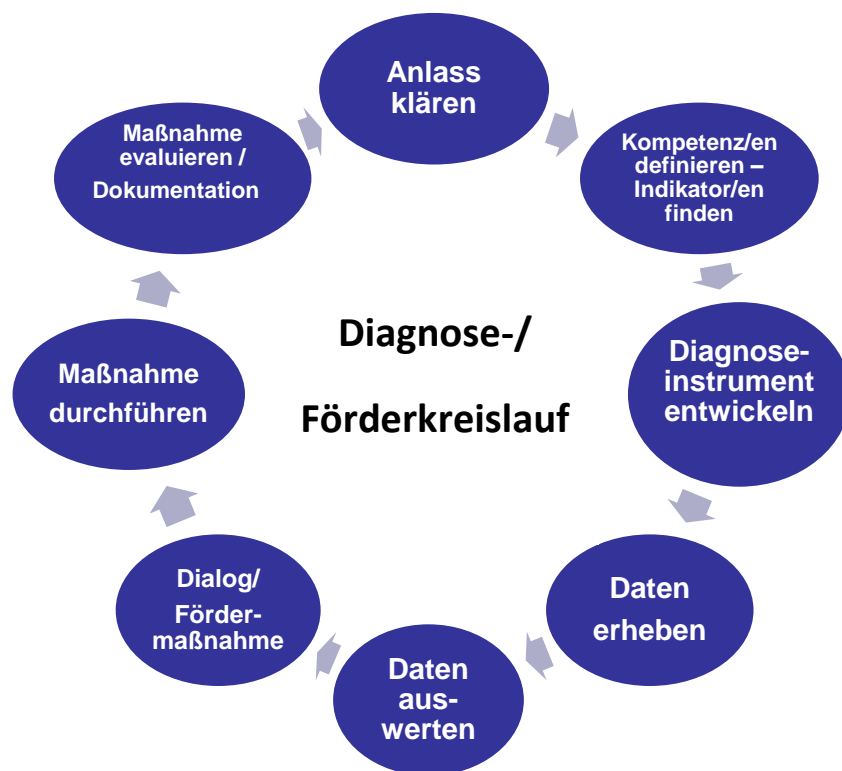 Anlass
klären
Kompetenz/en
definieren –
Indikator/en
finden
Diagnose-
instrument
entwickeln
Daten
erheben
Daten
aus-
werten
Dialog/
Förder-
maßnahme
Maßnahme
durchführen
Maßnahme
evaluieren /
Dokumentation
Diagnose-/
Förderkreislauf